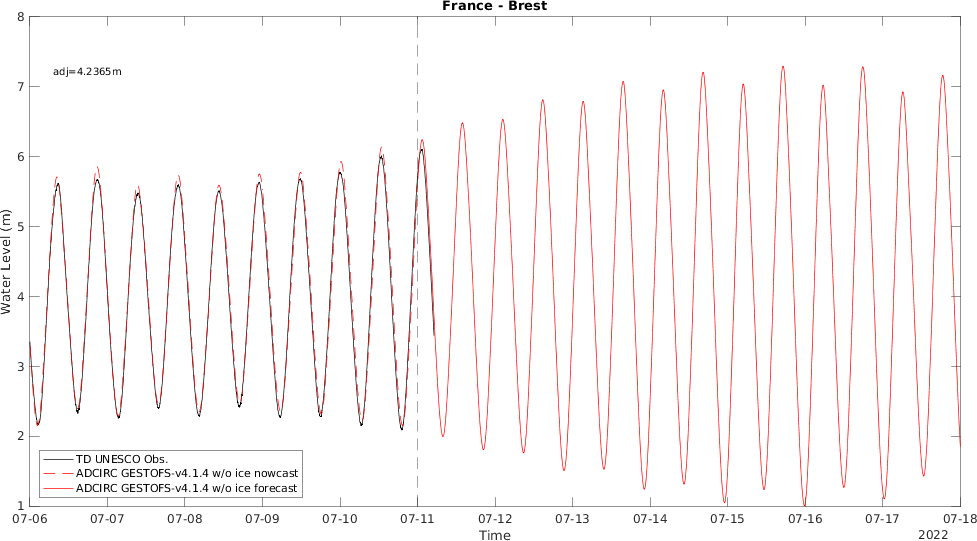 France - Brest
8
adj=4.2365m
7
6
5
Water Level (m)
4
3
2
TD UNESCO Obs.
ADCIRC GESTOFS-v4.1.4 w/o ice nowcast
ADCIRC GESTOFS-v4.1.4 w/o ice forecast
1
07-06 07-07 07-08 07-09 07-10 07-11 07-12 07-13 07-14 07-15 07-16 07-17 07-18
Time
2022